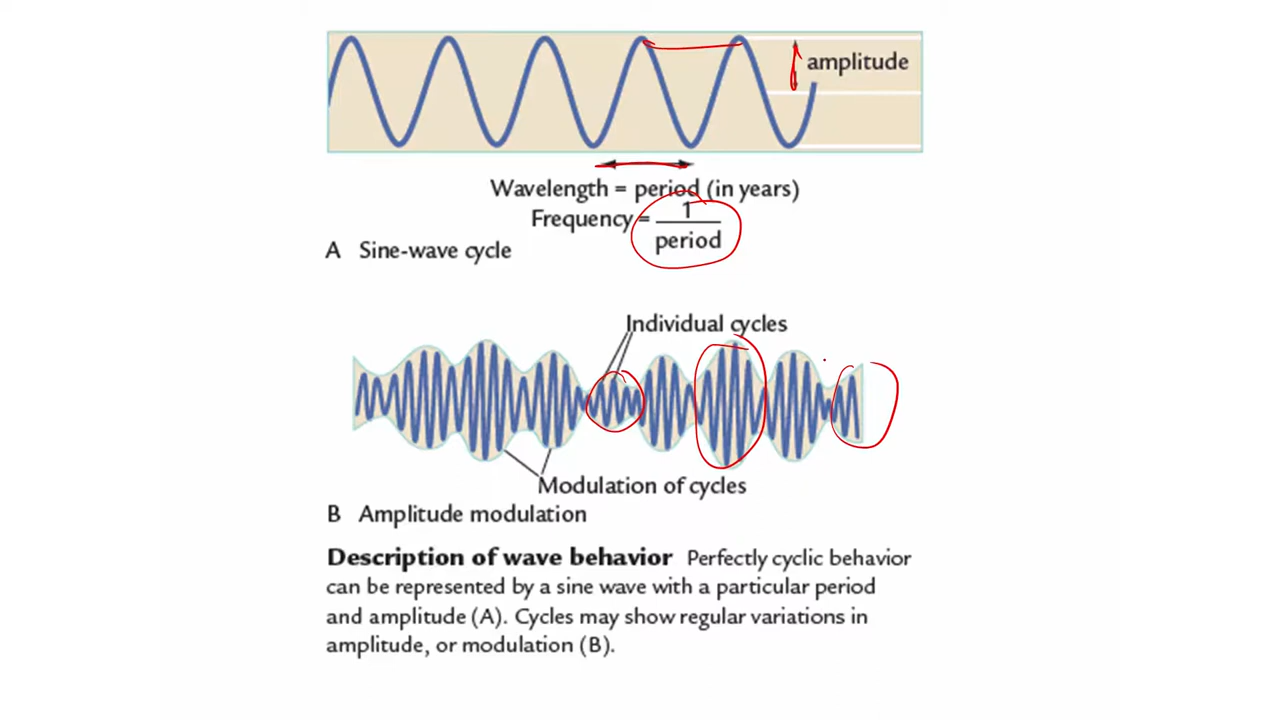 amplitude
Wavelength = period (in years)
Frequency = 1
period
A Sine-wave cycle
Individual cycles
Modulation of cycles
B Amplitude modulation
Description of wave behavior Perfectly cyclic behavior
can be represented by a sine wave with a particular period
and amplitude (A). Cycles may show regular variations in
amplitude, or modulation (B).